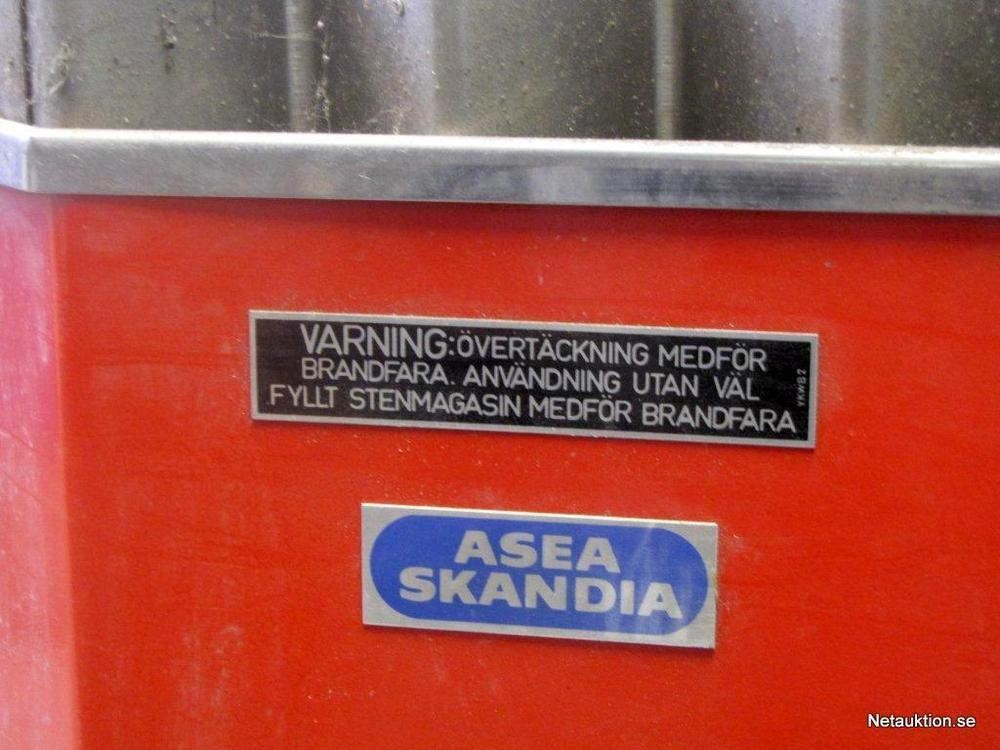 VARNING: ÖVERTÄCKNING MEDFÖR
BRANDFARA. ANVÄNDNING UTAN VÄL
FYLLT STENMAGASIN MEDFÖR BRANDFARA
YKWB2
ASEA
SKANDIA
Netauktion.se